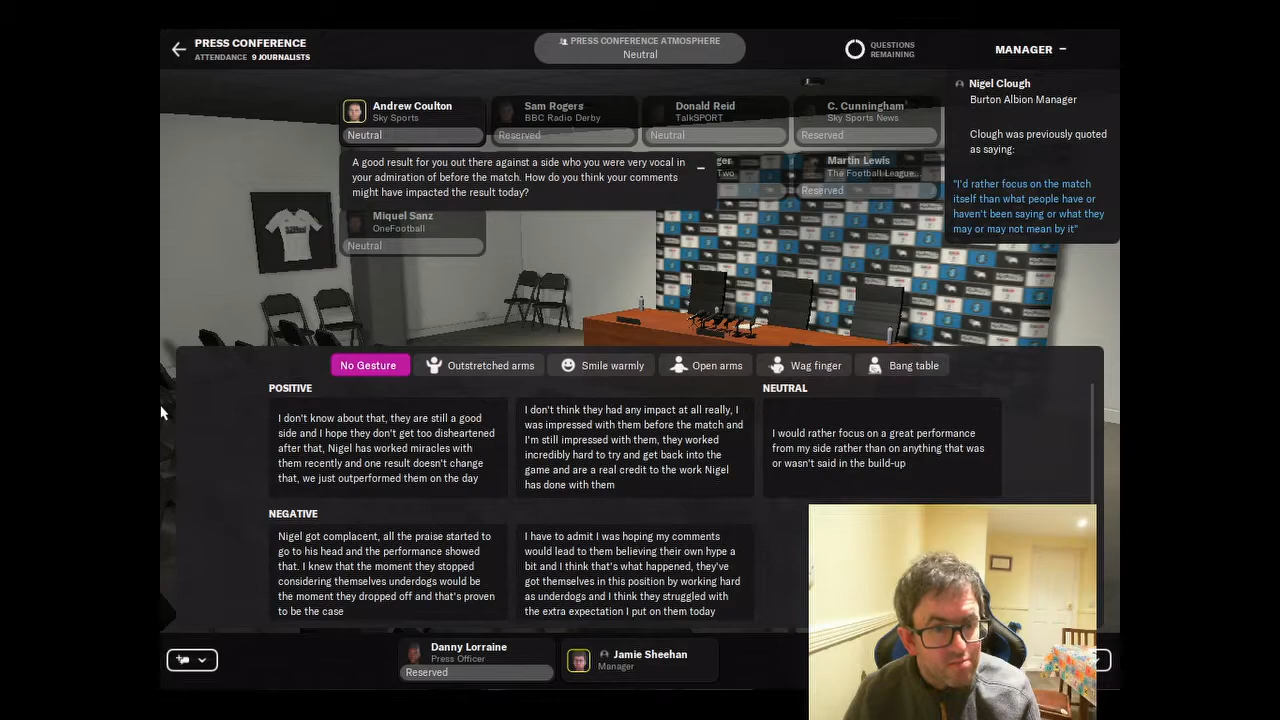 PRESS CONFERENCE
ATTENDANCE 9 JOURNALISTS
PRESS CONFERENCE ATMOSPHERE
Neutral
QUESTIONS
REMAINING
MANAGER
Nigel Clough
Burton Albion Manager
Clough was previously quoted
as saying:
"I'd rather focus on the match
itself than what people have or
haven't been saying or what they
may or may not mean by it"
Andrew Coulton
Sky Sports
Neutral
Sam Rogers
BBC Radio Derby
Reserved
Donald Reid
TalkSPORT
Neutral
C. Cunningham
Sky Sports News
Reserved
A good result for you out there against a side who you were very vocal in
your admiration of before the match. How do you think your comments
might have impacted the result today?
ger
Two
Martin Lewis
The Football League...
Reserved
Miquel Sanz
OneFootball
Neutral
No Gesture
Outstretched arms
Smile warmly
Open arms
Wag finger
Bang table
POSITIVE
I don't know about that, they are still a good
side and I hope they don't get too disheartened
after that, Nigel has worked miracles with
them recently and one result doesn't change
that, we just outperformed them on the day
I don't think they had any impact at all really, I
was impressed with them before the match and
I'm still impressed with them, they worked
incredibly hard to try and get back into the
game and are a real credit to the work Nigel
has done with them
NEUTRAL
I would rather focus on a great performance
from my side rather than on anything that was
or wasn't said in the build-up
NEGATIVE
Nigel got complacent, all the praise started to
go to his head and the performance showed
that. I knew that the moment they stopped
considering themselves underdogs would be
the moment they dropped off and that's proven
to be the case
I have to admit I was hoping my comments
would lead to them believing their own hype a
bit and I think that's what happened, they've
got themselves in this position by working hard
as underdogs and I think they struggled with
the extra expectation I put on them today
Danny Lorraine
Press Officer
Reserved
Jamie Sheehan
Manager